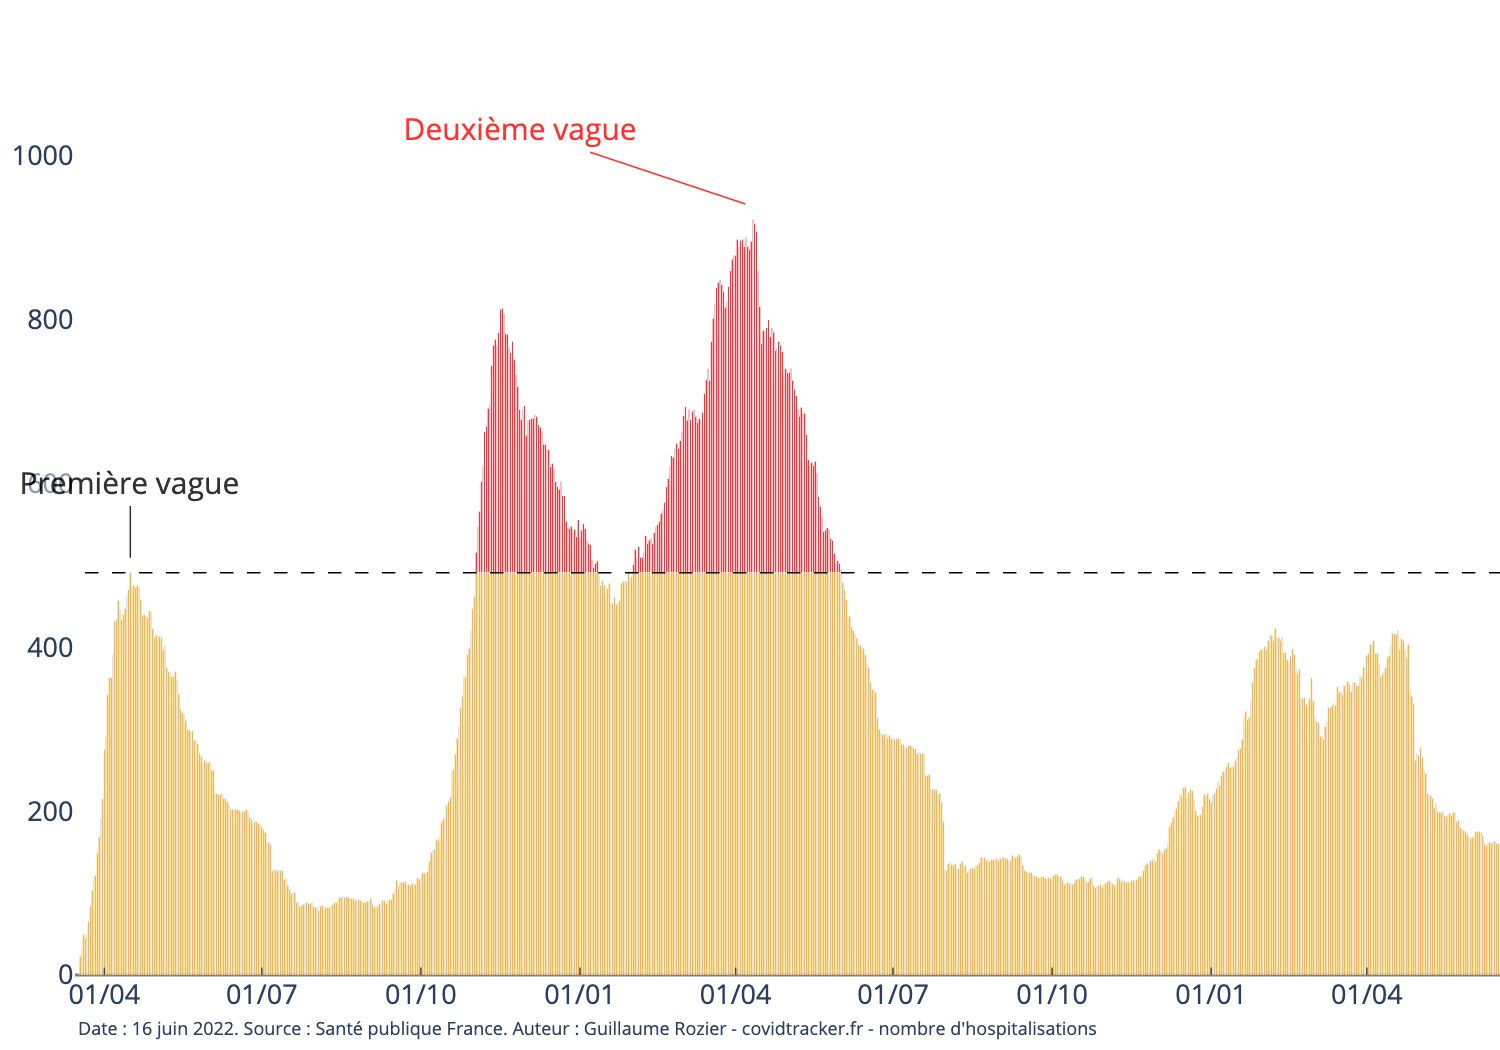 Deuxième vague
1000
800
600
Première vague
400
200
0
01/04 01/07 01/10 01/01 01/04 01/07 01/10 01/01 01/04
Date : 16 juin 2022. Source : Santé publique France. Auteur : Guillaume Rozier - covidtracker.fr - nombre d'hospitalisations